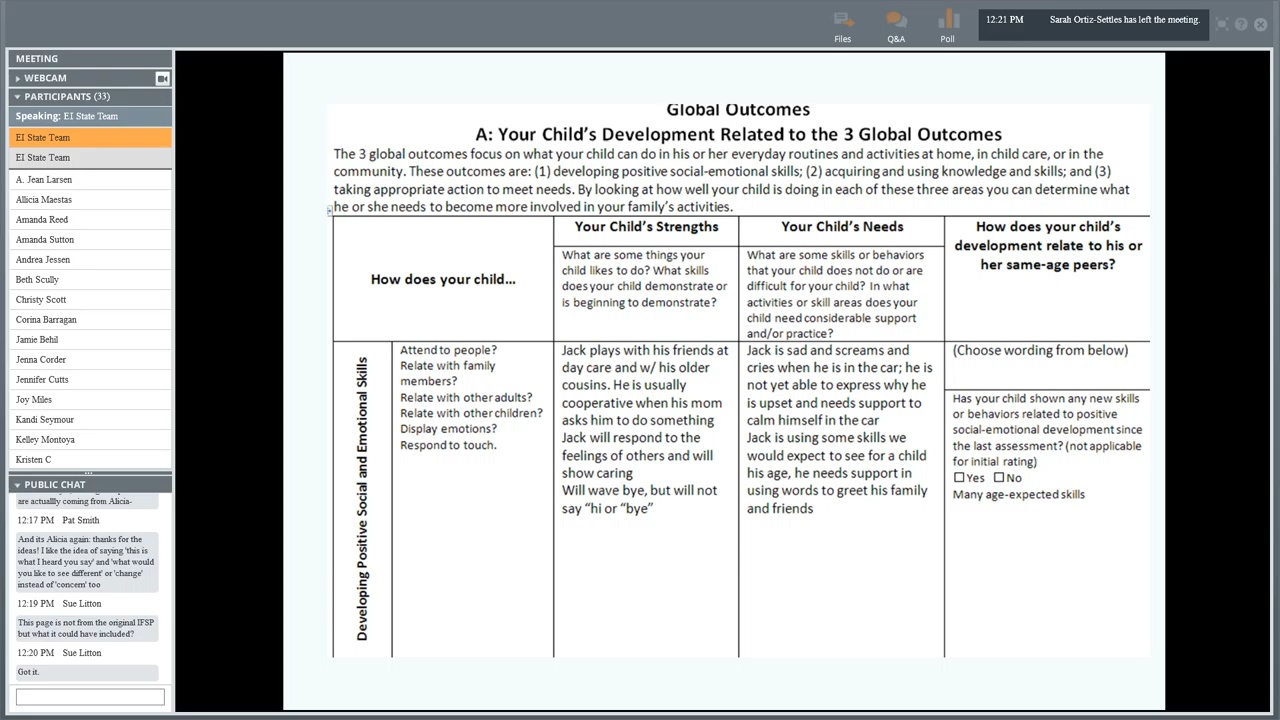 Files
Q&A
Poll
12:21 PM Sarah Ortiz-Settles has left the meeting.
MEETING
WEBCAM
PARTICIPANTS (33)
Speaking: EI State Team
EI State Team
EI State Team
A. Jean Larsen
Allicia Maestas
Amanda Reed
Amanda Sutton
Andrea Jessen
Beth Scully
Christy Scott
Corina Barragan
Jamie Behil
Jenna Corder
Jennifer Cutts
Joy Miles
Kandi Seymour
Kelley Montoya
Kristen C
PUBLIC CHAT
are actuallly coming from Alicia-
12:17 PM Pat Smith
And its Alicia again: thanks for the
ideas! I like the idea of saying 'this is
what I heard you say' and 'what would
you like to see different' or 'change'
instead of 'concern' too
12:19 PM Sue Litton
This page is not from the original IFSP
but what it could have included?
12:20 PM Sue Litton
Got it.
Global Outcomes
A: Your Child's Development Related to the 3 Global Outcomes
The 3 global outcomes focus on what your child can do in his or her everyday routines and activities at home, in child care, or in the
community. These outcomes are: (1) developing positive social-emotional skills; (2) acquiring and using knowledge and skills; and (3)
taking appropriate action to meet needs. By looking at how well your child is doing in each of these three areas you can determine what
he or she needs to become more involved in your family's activities.
How does your child...
Your Child's Strengths
What are some things your
child likes to do? What skills
does your child demonstrate or
is beginning to demonstrate?
Your Child's Needs
What are some skills or behaviors
that your child does not do or are
difficult for your child? In what
activities or skill areas does your
child need considerable support
and/or practice?
How does your child's
development relate to his or
her same-age peers?
Developing Positive Social and Emotional Skills
Attend to people?
Relate with family
members?
Relate with other adults?
Relate with other children?
Display emotions?
Respond to touch.
Jack plays with his friends at
day care and w/ his older
cousins. He is usually
cooperative when his mom
asks him to do something
Jack will respond to the
feelings of others and will
show caring
Will wave bye, but will not
say "hi or "bye"
Jack is sad and screams and
cries when he is in the car; he is
not yet able to express why he
is upset and needs support to
calm himself in the car
Jack is using some skills we
would expect to see for a child
his age, he needs support in
using words to greet his family
and friends
(Choose wording from below)
Has your child shown any new skills
or behaviors related to positive
social-emotional development since
the last assessment? (not applicable
for initial rating)
☐ Yes ☐ No
Many age-expected skills